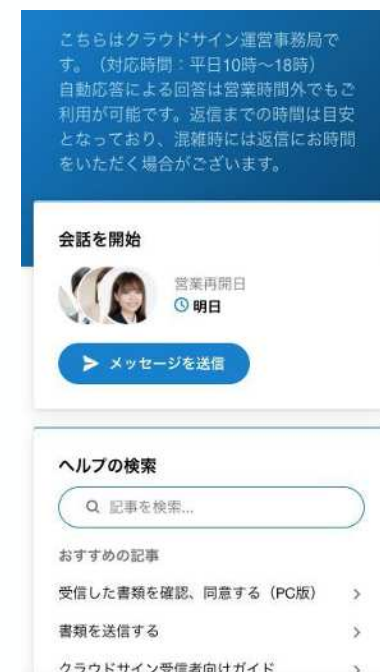 こちらはクラウドサイン運営事務局で
す。（対応時間：平日10時〜18時）
自動応答による回答は営業時間外でもご
利用が可能です。返信までの時間は目安
となっており、混雑時には返信にお時間
をいただく場合がございます。
会話を開始
営業再開日
明日
メッセージを送信
ヘルプの検索
記事を検索...
おすすめの記事
受信した書類を確認、同意する（PC版）
書類を送信する
クラウドサイン受信者向けガイド